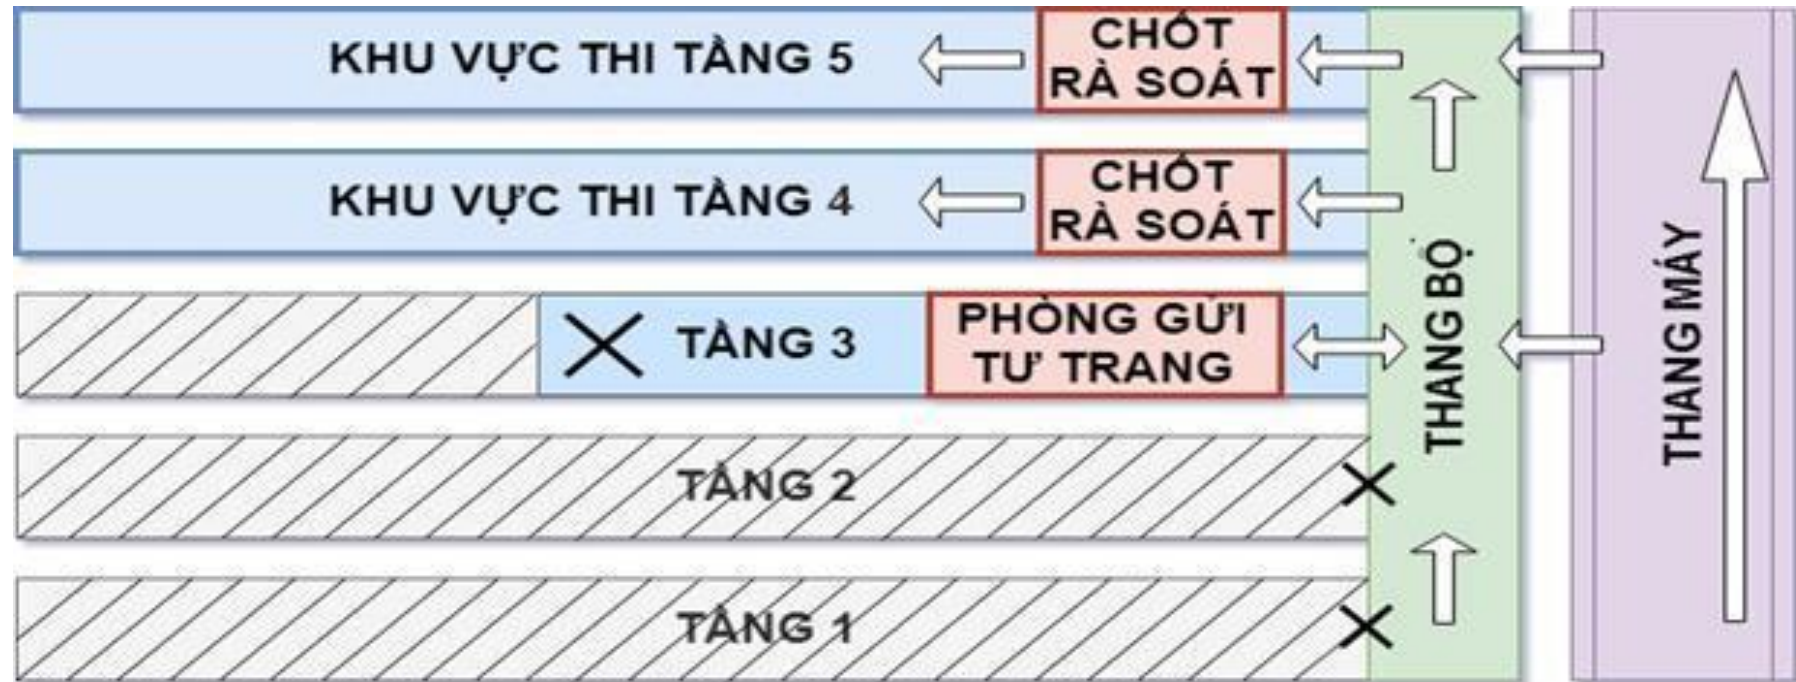 KHU VỰC THI TẦNG 5
CHỐT
RÀ SOÁT
KHU VỰC THI TẦNG 4
CHỐT
RÀ SOÁT
TẦNG 3
PHÒNG GỬI
TƯ TRANG
TẦNG 2
TẦNG 1
THANG BỘ
THANG MÁY